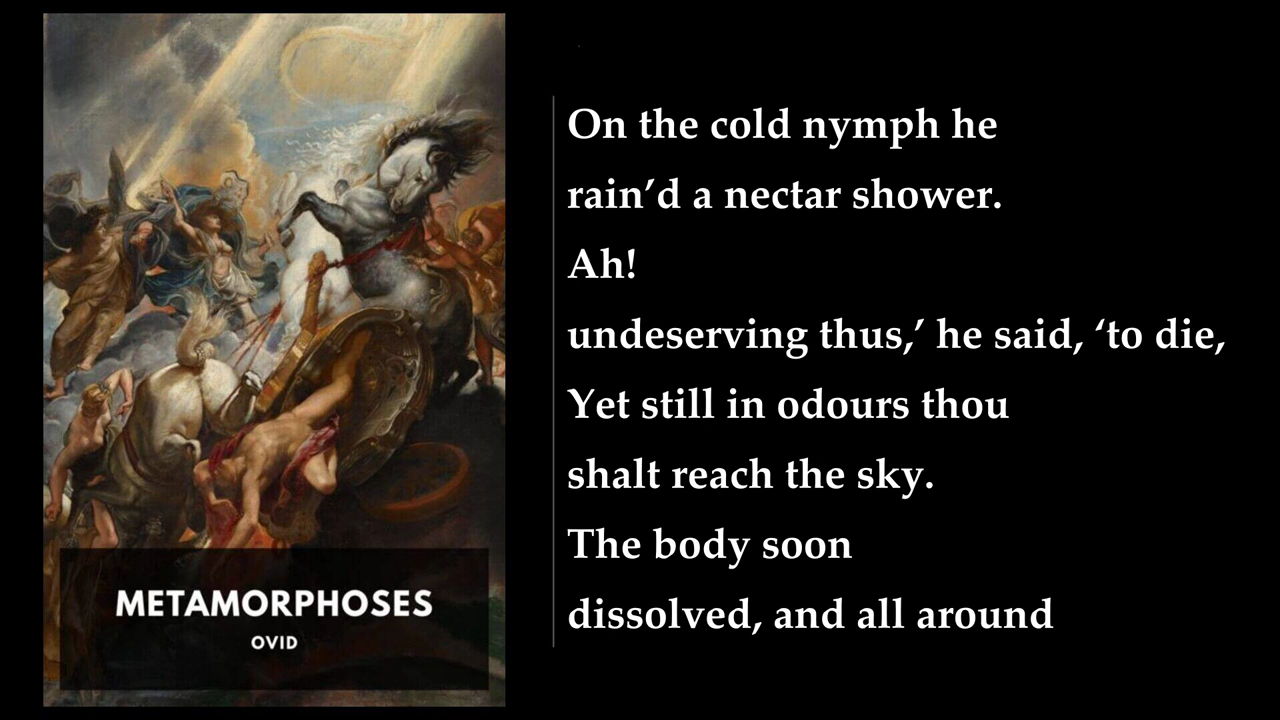 METAMORPHOSES
OVID
On the cold nymph he
rain’d a nectar shower.
Ah!
undeserving thus,’ he said, ‘to die,
Yet still in odours thou
shalt reach the sky.
The body soon
dissolved, and all around